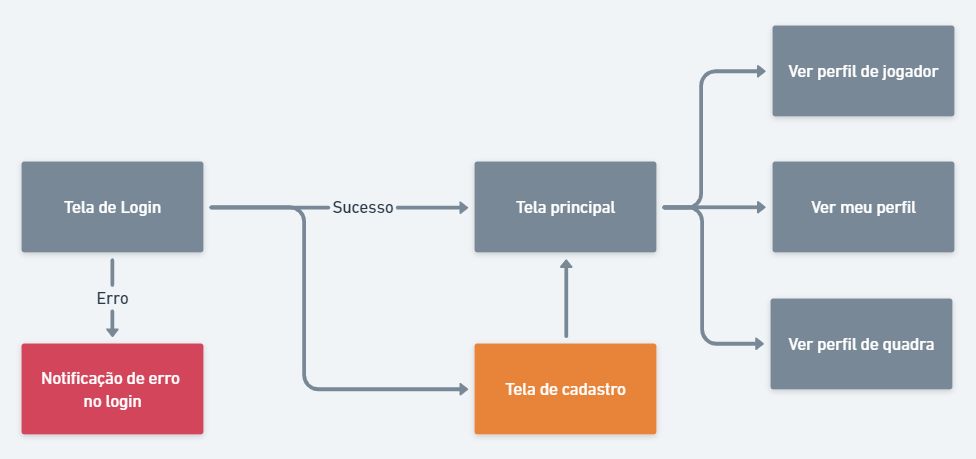 Ver perfil de jogador
Tela de Login
Sucesso
Tela principal
Ver meu perfil
Erro
Ver perfil de quadra
Notificação de erro
no login
Tela de cadastro